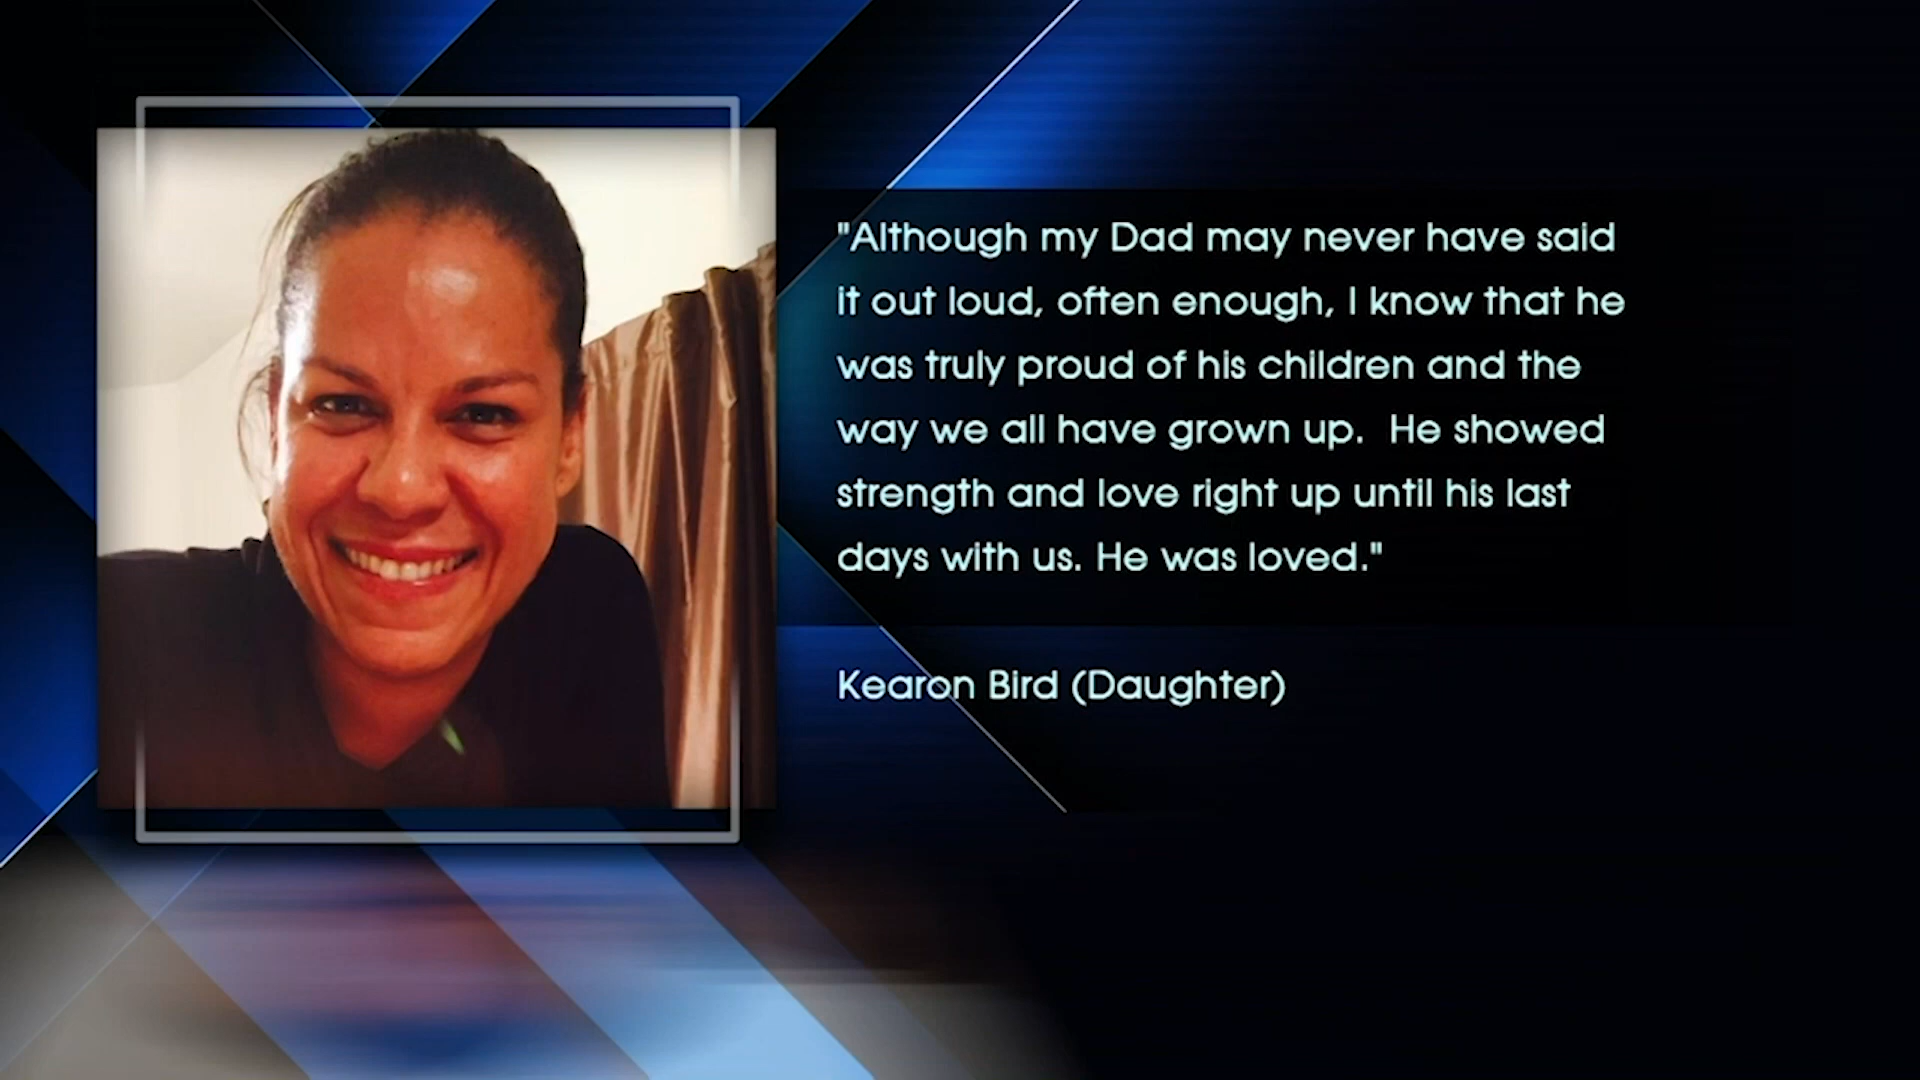 "Although my Dad may never have said
it out loud, often enough, I know that he
was truly proud of his children and the
way we all have grown up.  He showed
strength and love right up until his last
days with us. He was loved."
Kearon Bird (Daughter)